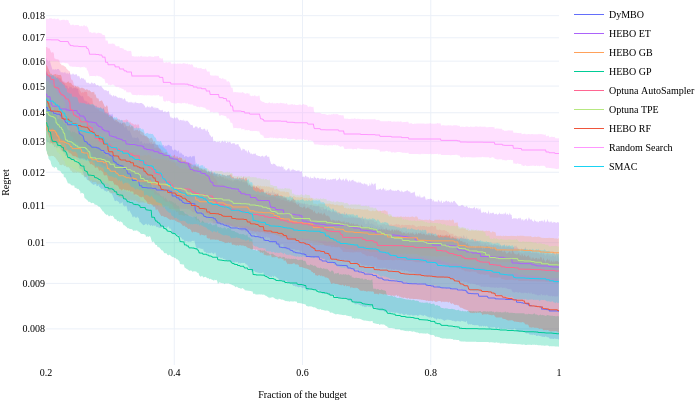 0.018
0.017
0.016
0.015
0.014
0.013
0.012
0.011
0.01
0.009
0.008
Regret
0.2
0.4
0.6
0.8
1
Fraction of the budget
DyMBO
HEBO ET
HEBO GB
HEBO GP
Optuna AutoSampler
Optuna TPE
HEBO RF
Random Search
SMAC